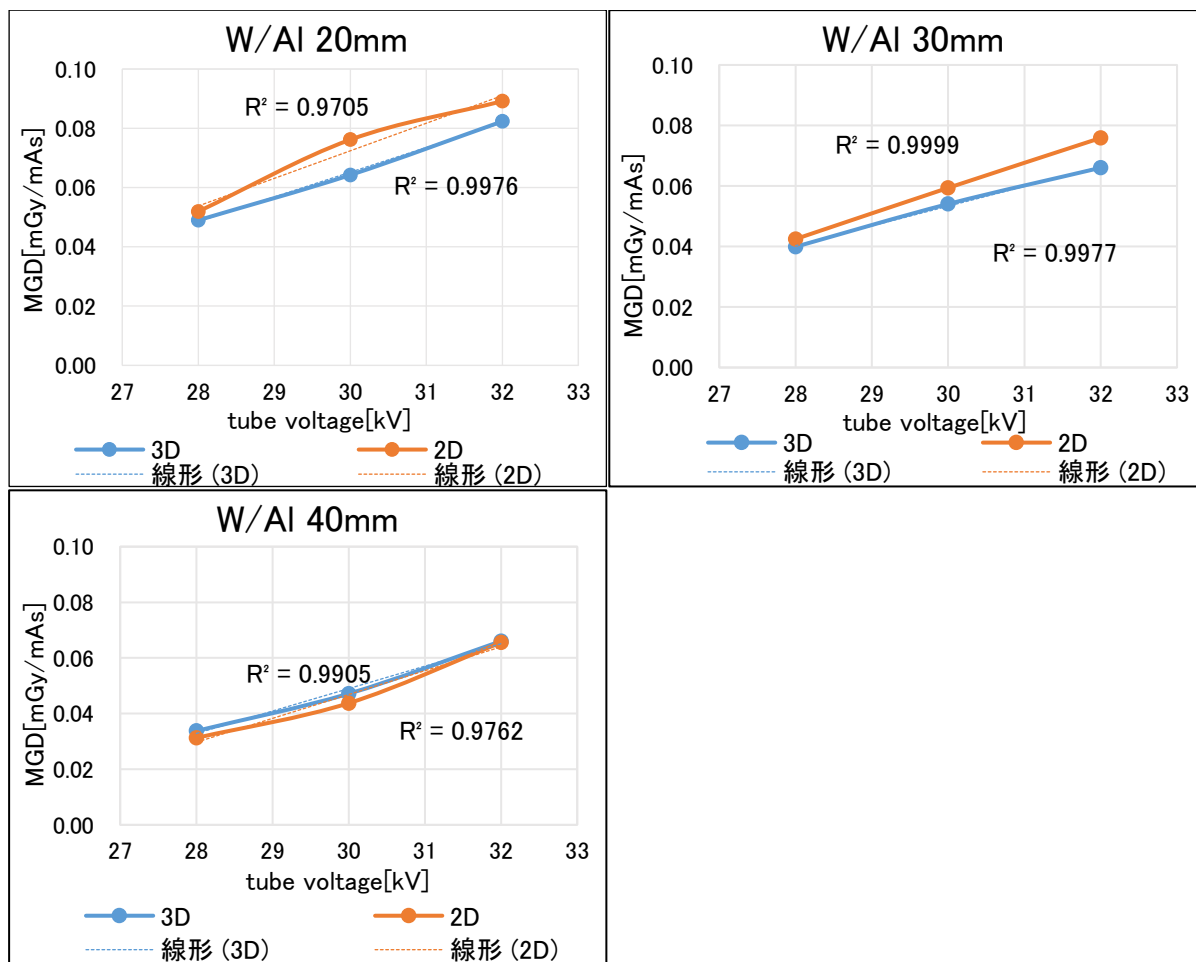 W/Al 20mm
MGD[mGy/mAs]
0.10
0.08
0.06
0.04
0.02
0.00
R² = 0.9705
R² = 0.9976
27 28 29 30 31 32 33
tube voltage[kV]
3D 2D
線形 (3D) 線形 (2D)
W/Al 30mm
MGD[mGy/mAs]
0.10
0.08
0.06
0.04
0.02
0.00
R² = 0.9999
R² = 0.9977
27 28 29 30 31 32 33
tube voltage[kV]
3D 2D
線形 (3D) 線形 (2D)
W/Al 40mm
MGD[mGy/mAs]
0.10
0.08
0.06
0.04
0.02
0.00
R² = 0.9905
R² = 0.9762
27 28 29 30 31 32 33
tube voltage[kV]
3D 2D
線形 (3D) 線形 (2D)